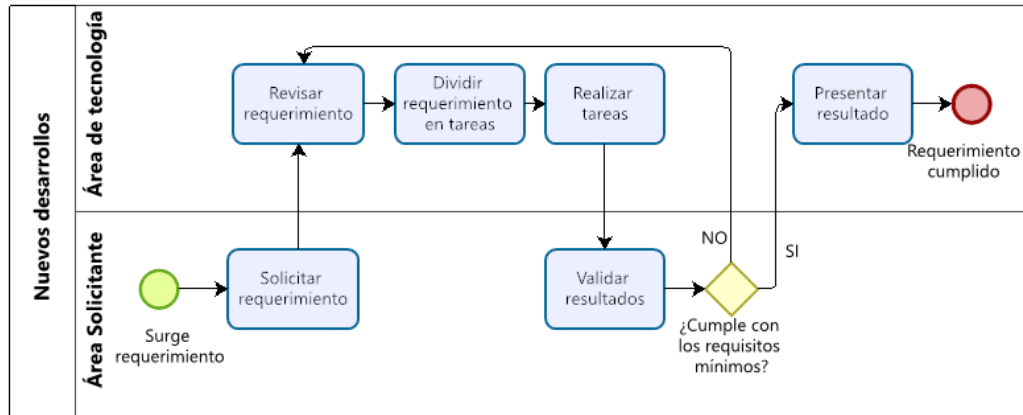 Nuevos desarrollos
Área de tecnología
Revisar
requerimiento
Dividir
requerimiento
en tareas
Realizar
tareas
Presentar
resultado
Requerimiento
cumplido
Área Solicitante
Surge
requerimiento
Solicitar
requerimiento
Validar
resultados
NO
SI
¿Cumple con
los requisitos
mínimos?